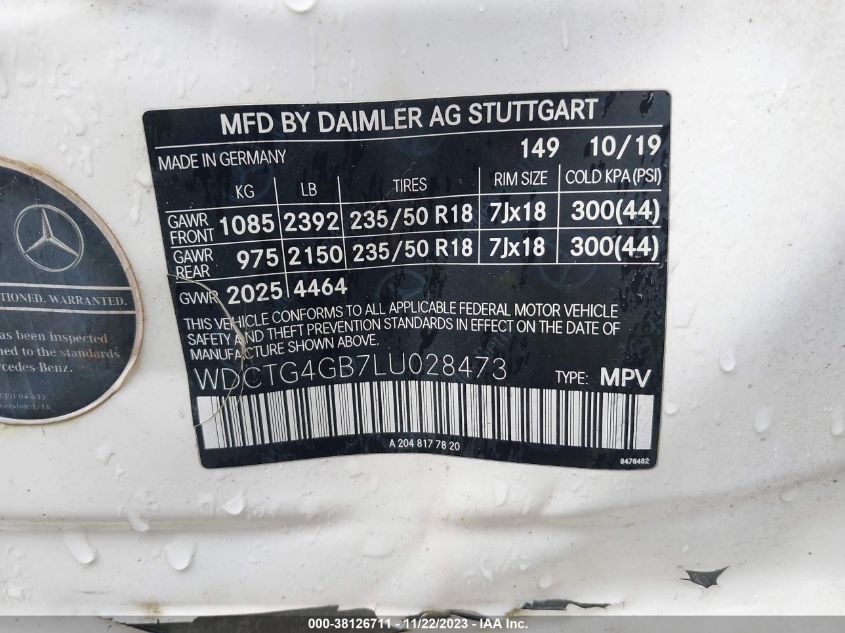 MFD BY DAIMLER AG STUTTGART
MADE IN GERMANY 149 10/19
KG LB TIRES RIM SIZE COLD KPA (PSI)
GAWR FRONT 1085 2392 235/50 R18 7Jx18 300(44)
GAWR REAR 975 2150 235/50 R18 7Jx18 300(44)
GVWR 2025 4464
THIS VEHICLE CONFORMS TO ALL APPLICABLE FEDERAL MOTOR VEHICLE
SAFETY AND THEFT PREVENTION STANDARDS IN EFFECT ON THE DATE OF
MANUFACTURE SHOWN ABOVE.
WDCTG4GB7LU028473 TYPE: MPV
A 204 817 78 20
8478482
TIONED. WARRANTED.
as been inspected
ned to the standards
cedes-Benz.
000-38126711 - 11/22/2023 - IAA, Inc.